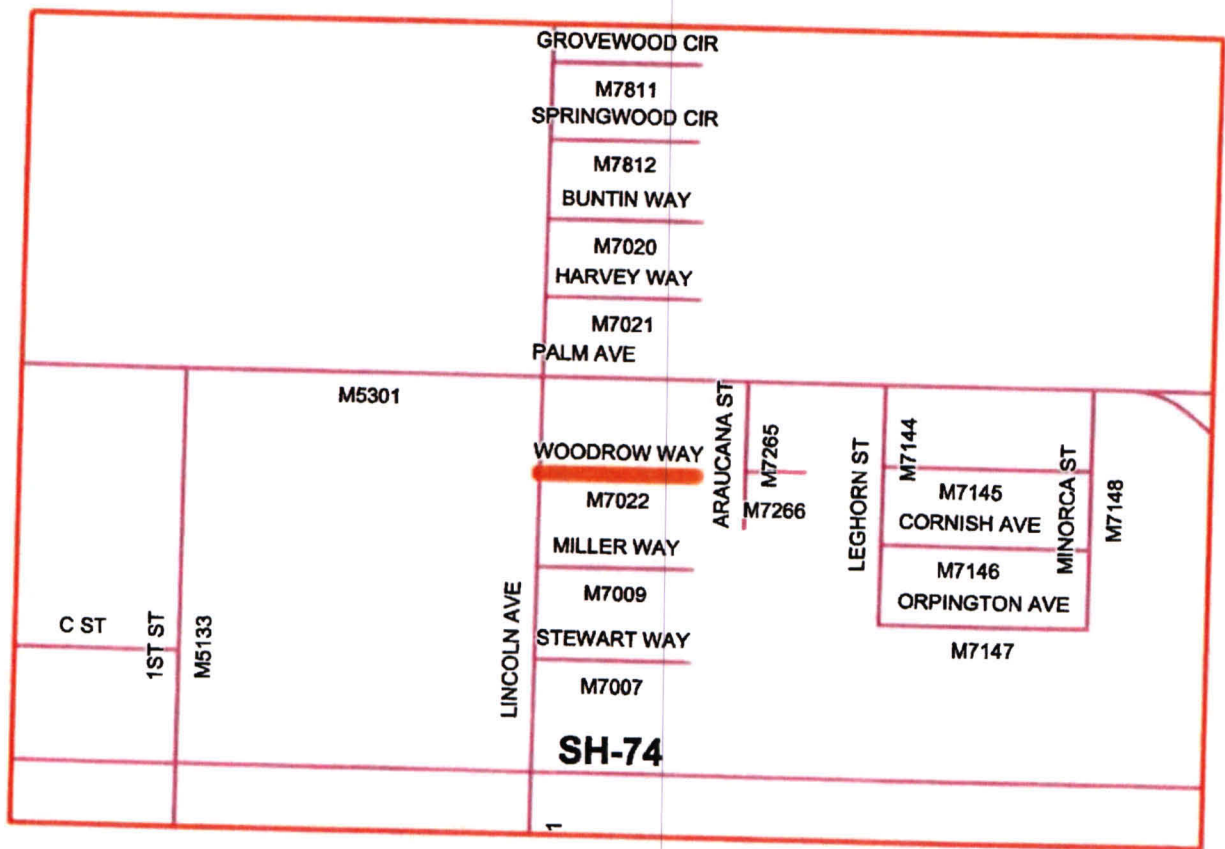 GROVEWOOD CIR
M7811
SPRINGWOOD CIR
M7812
BUNTIN WAY
M7020
HARVEY WAY
M7021
PALM AVE
M5301
WOODROW WAY
M7022
ARAUCANA ST
M7265
M7266
LEGHORN ST
M7144
M7145
CORNISH AVE
MINORCA ST
M7148
M7146
ORPINGTON AVE
M7147
MILLER WAY
M7009
C ST
1ST ST
M5133
LINCOLN AVE
STEWART WAY
M7007
SH-74
1